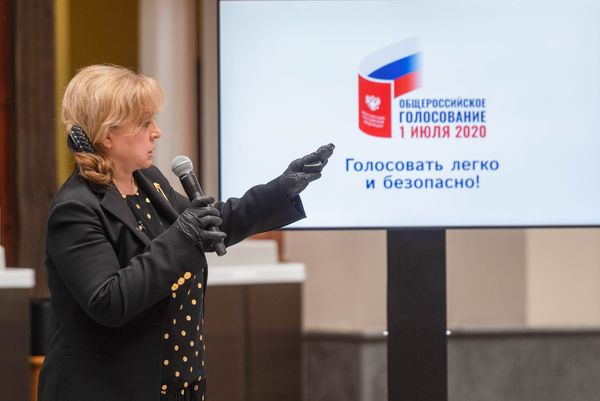 ОБЩЕРОССИЙСКОЕ
ГОЛОСОВАНИЕ
1 ИЮЛЯ 2020
Голосовать легко
и безопасно!